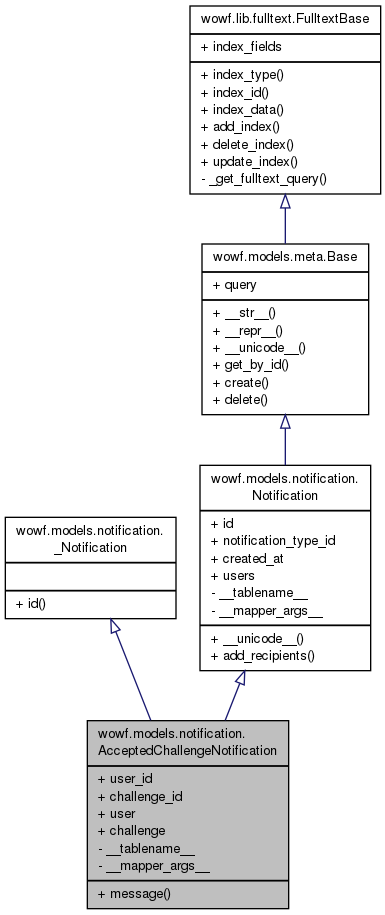 wowf.lib.fulltext.FulltextBase
+ index_fields
+ index_type()
+ index_id()
+ index_data()
+ add_index()
+ delete_index()
+ update_index()
- _get_fulltext_query()
wowf.models.meta.Base
+ query
+ __str__()
+ __repr__()
+ __unicode__()
+ get_by_id()
+ create()
+ delete()
wowf.models.notification.
_Notification
+ id()
wowf.models.notification.
Notification
+ id
+ notification_type_id
+ created_at
+ users
- __tablename__
- __mapper_args__
+ __unicode__()
+ add_recipients()
wowf.models.notification.
AcceptedChallengeNotification
+ user_id
+ challenge_id
+ user
+ challenge
- __tablename__
- __mapper_args__
+ message()